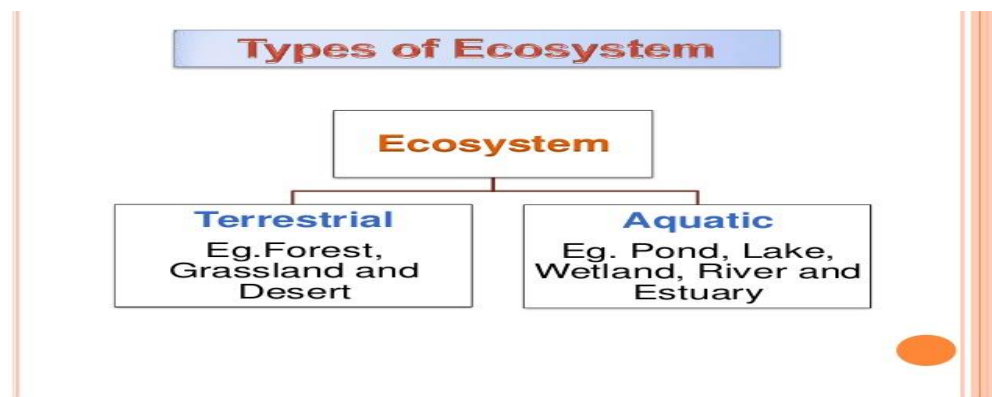 Types of Ecosystem
Ecosystem
Terrestrial
Eg.Forest,
Grassland and
Desert
Aquatic
Eg. Pond, Lake,
Wetland, River and
Estuary